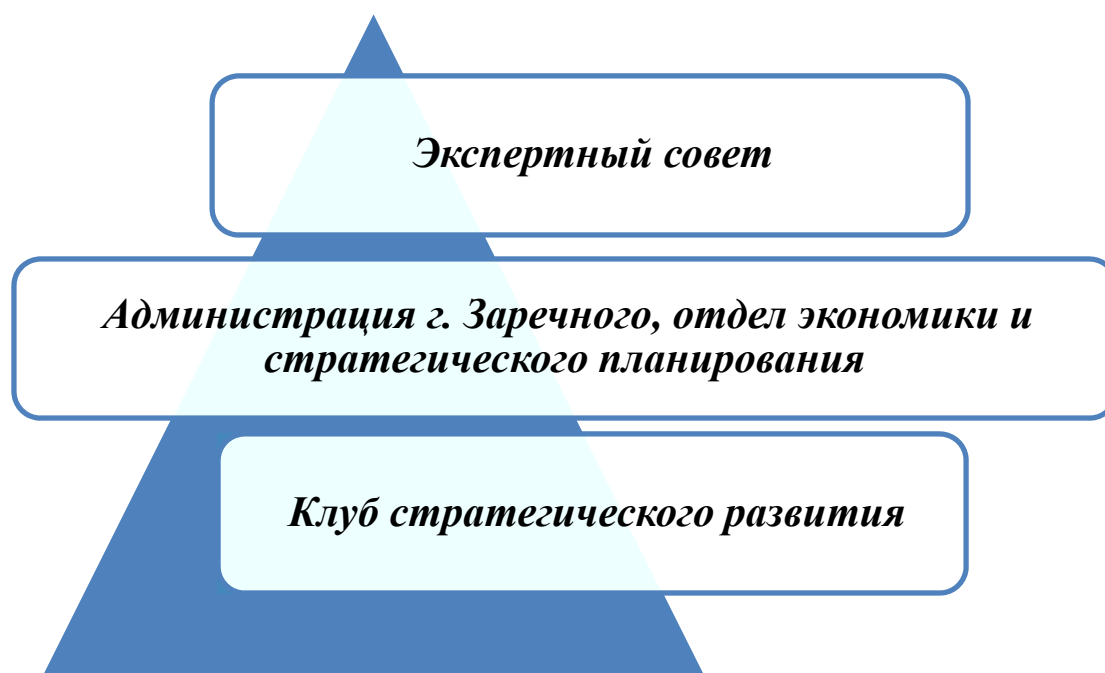 Экспертный совет
Администрация г. Заречного, отдел экономики и
стратегического планирования
Клуб стратегического развития